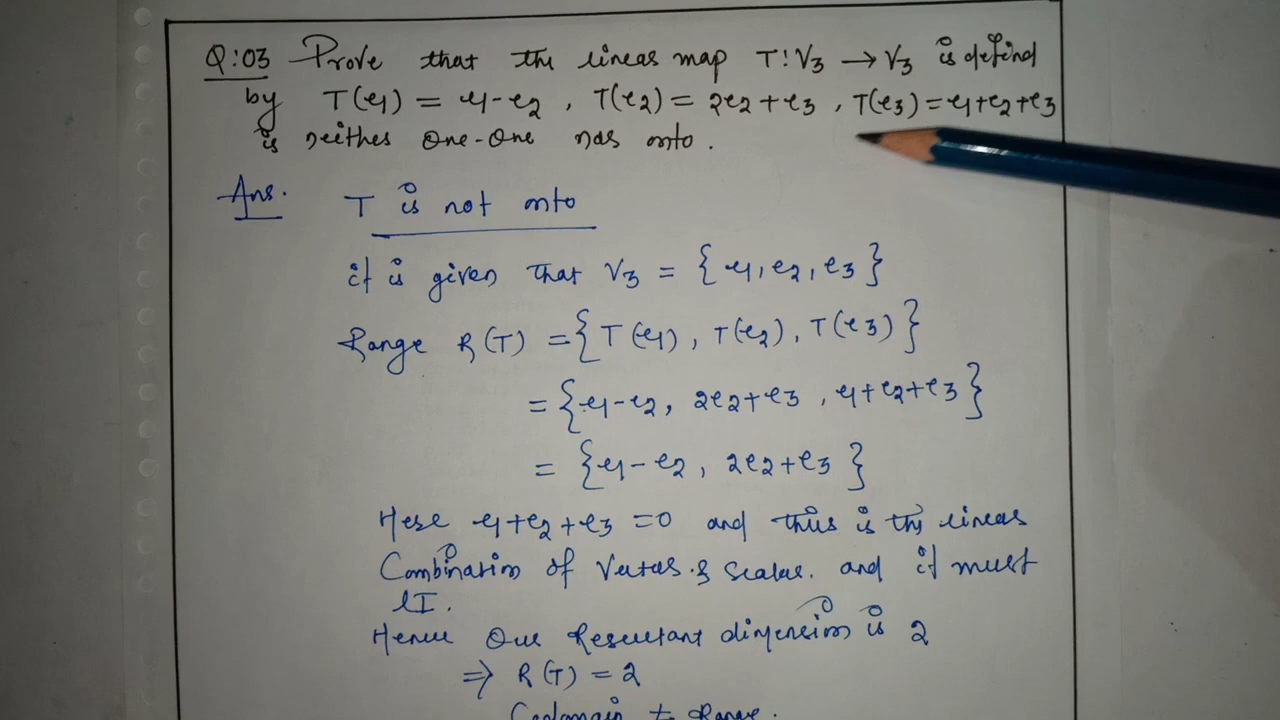 Q:03 Prove that the linear map T: V3 → V3 is defind
by T(e1) = e1-e2 , T(e2) = 2e2+e3 , T(e3) = e1+e2+e3
is neither One-One nor onto.
Ans. T is not onto
it is given that V3 = {e1, e2, e3}
Range R(T) = {T(e1), T(e2), T(e3)}
= {e1-e2, 2e2+e3, e1+e2+e3}
= {e1-e2, 2e2+e3}
Here e1+e2+e3 =0 and this is the linear
Combination of Vectors & Scalar. and it must
LI.
Hence Our Resultant dimension is 2
⇒ R(T) = 2
Codomain ≠ Range.